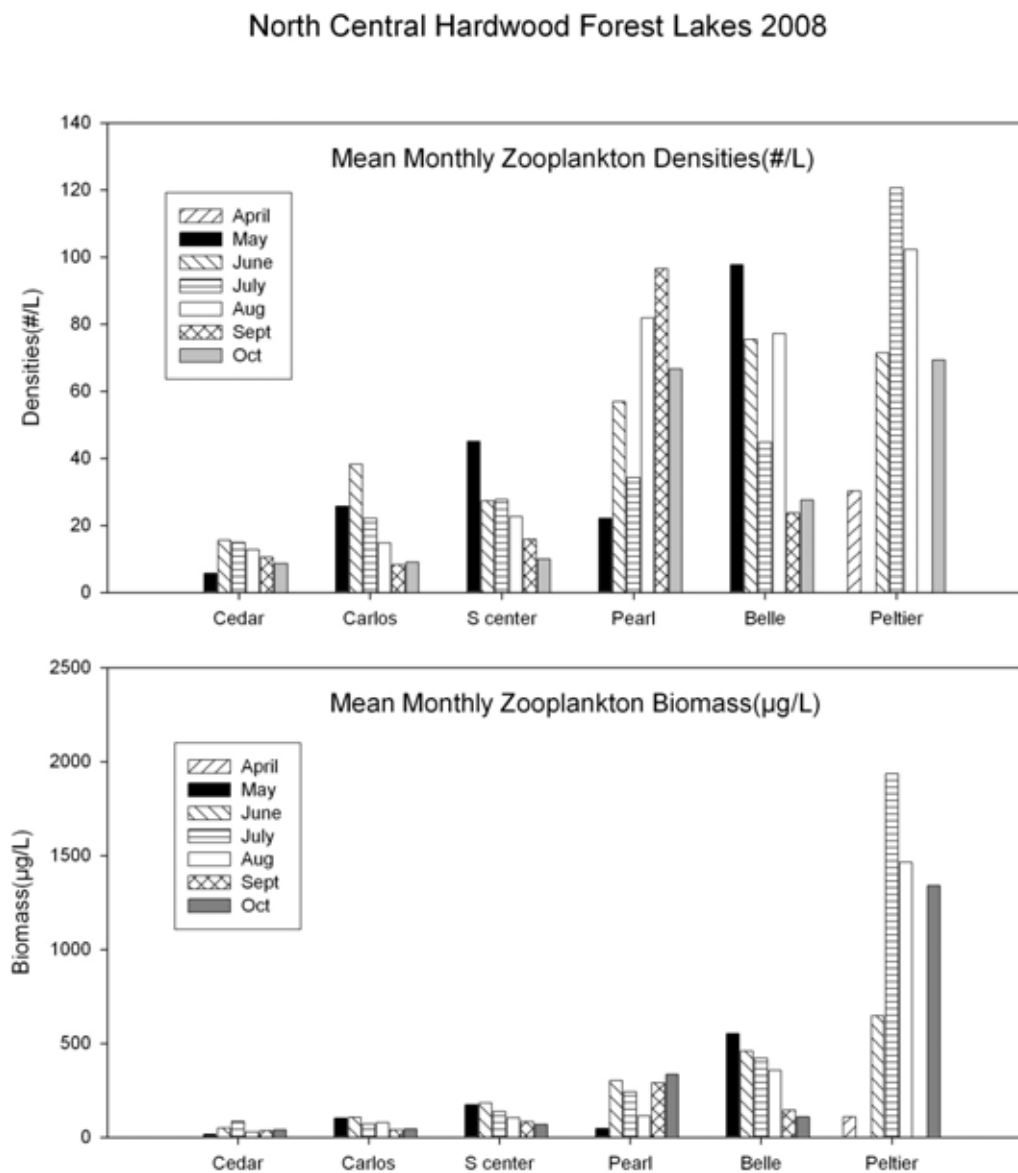 North Central Hardwood Forest Lakes 2008
Mean Monthly Zooplankton Densities(#/L)
Densities(#/L)
140
120
100
80
60
40
20
0
April
May
June
July
Aug
Sept
Oct
Cedar Carlos S center Pearl Belle Peltier
Mean Monthly Zooplankton Biomass(µg/L)
Biomass(µg/L)
2500
2000
1500
1000
500
0
April
May
June
July
Aug
Sept
Oct
Cedar Carlos S center Pearl Belle Peltier